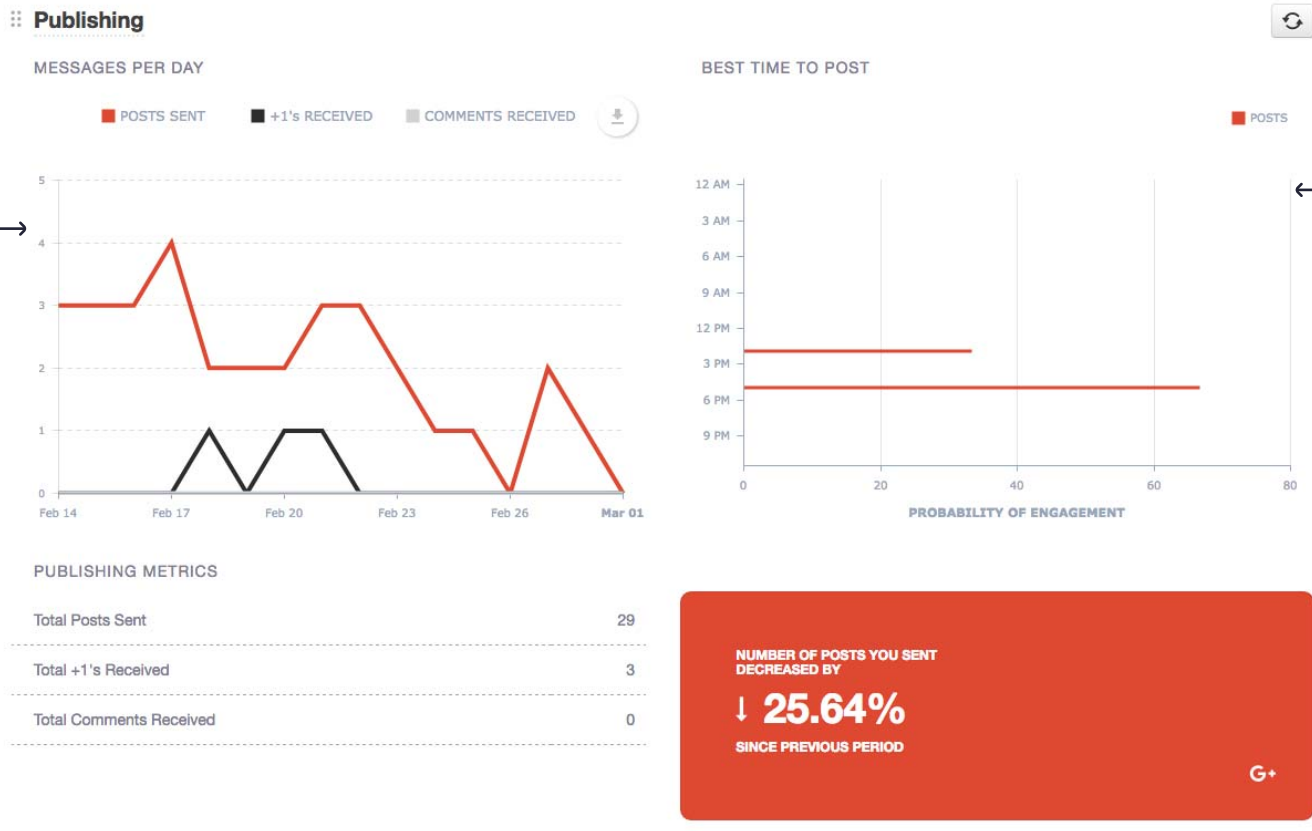 Publishing
MESSAGES PER DAY
POSTS SENT
+1's RECEIVED
COMMENTS RECEIVED
5
4
3
2
1
0
Feb 14
Feb 17
Feb 20
Feb 23
Feb 26
Mar 01
BEST TIME TO POST
POSTS
12 AM
3 AM
6 AM
9 AM
12 PM
3 PM
6 PM
9 PM
0
20
40
60
80
PROBABILITY OF ENGAGEMENT
PUBLISHING METRICS
Total Posts Sent 29
Total +1's Received 3
Total Comments Received 0
NUMBER OF POSTS YOU SENT
DECREASED BY
↓ 25.64%
SINCE PREVIOUS PERIOD
G+